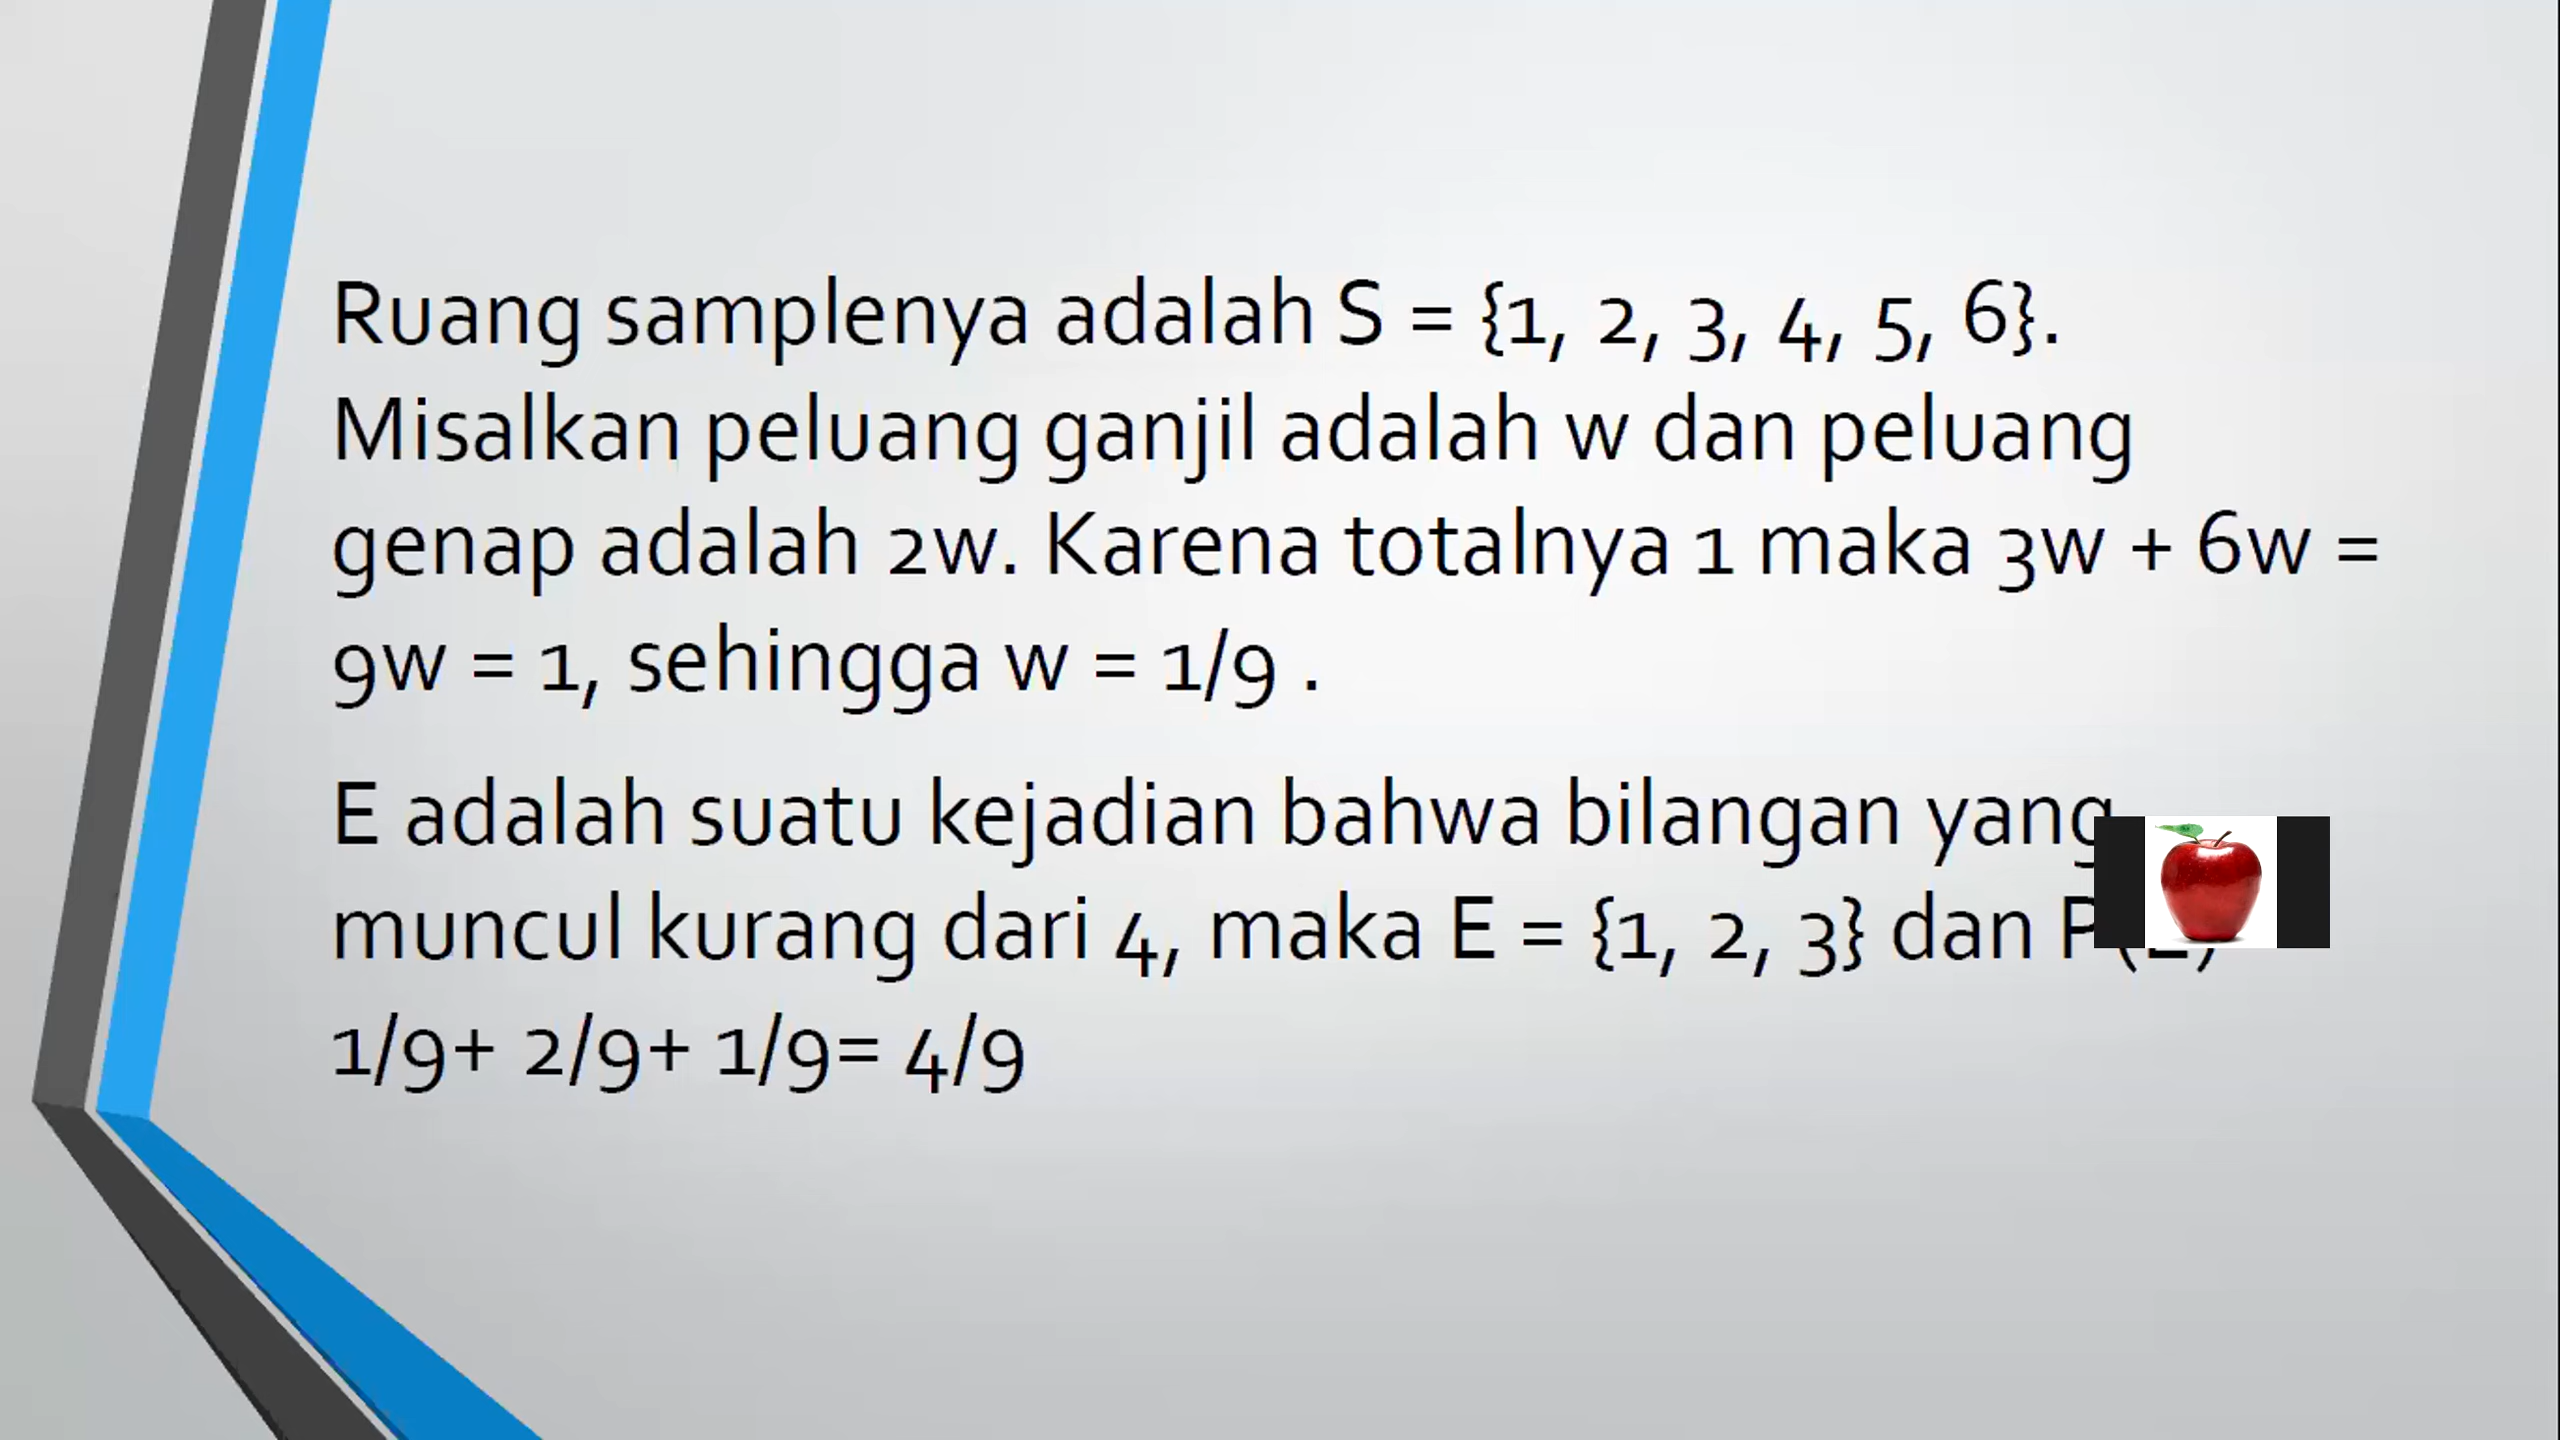 Ruang samplenya adalah S = {1, 2, 3, 4, 5, 6}.
Misalkan peluang ganjil adalah w dan peluang
genap adalah 2w. Karena totalnya 1 maka 3w + 6w =
9w = 1, sehingga w = 1/9 .
E adalah suatu kejadian bahwa bilangan yang
muncul kurang dari 4, maka E = {1, 2, 3} dan
1/9+ 2/9+ 1/9= 4/9